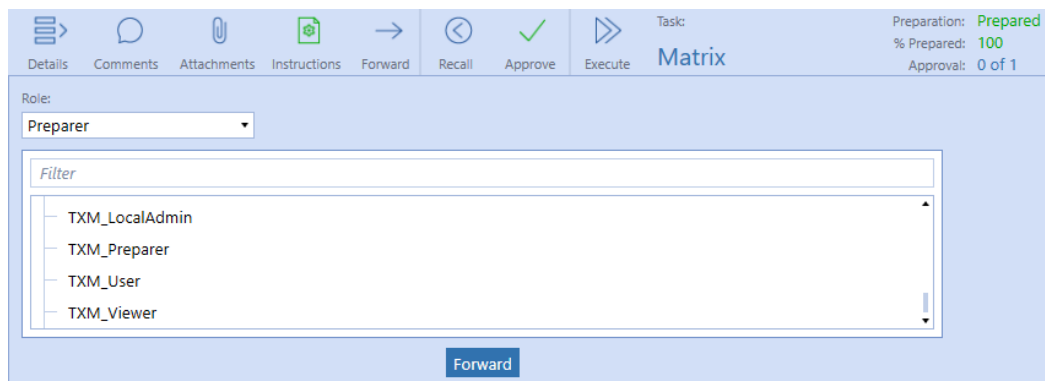 Details Comments Attachments Instructions Forward Recall Approve Execute
Task:
Matrix
Preparation: Prepared
% Prepared: 100
Approval: 0 of 1
Role:
Preparer
Filter
TXM_LocalAdmin
TXM_Preparer
TXM_User
TXM_Viewer
Forward